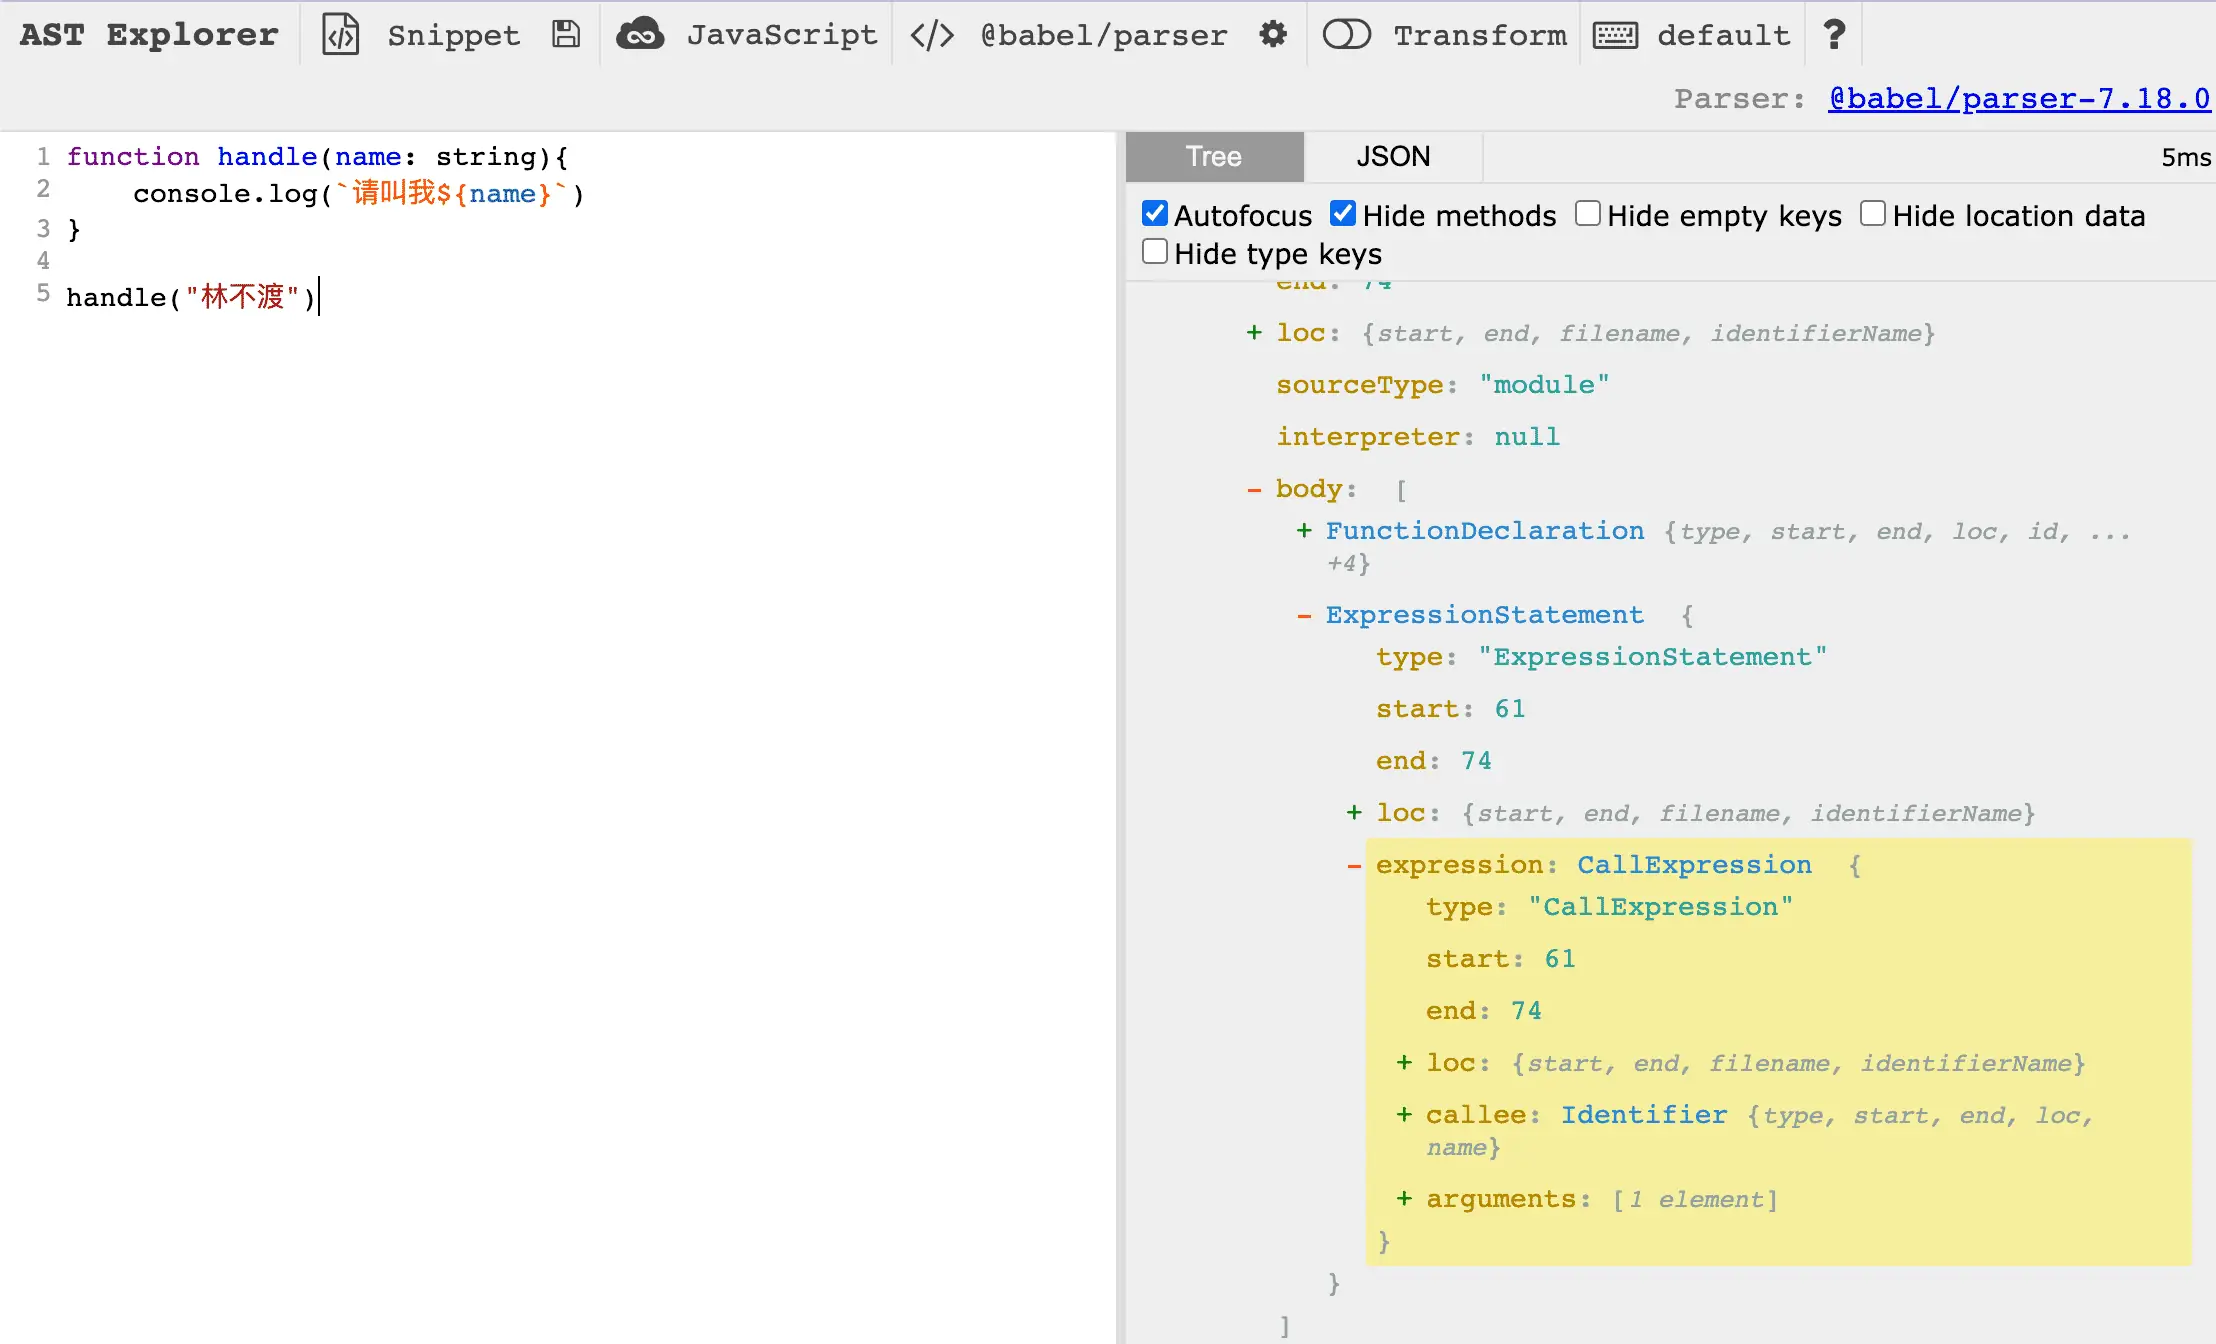 AST Explorer Snippet JavaScript </> @babel/parser Transform default ?
Parser: @babel/parser-7.18.0
1 function handle(name: string){
2 console.log(`请叫我${name}`)
3 }
4
5 handle("林不渡")
Tree JSON 5ms
Autofocus Hide methods Hide empty keys Hide location data
Hide type keys
end: 74
+ loc: {start, end, filename, identifierName}
sourceType: "module"
interpreter: null
- body: [
+ FunctionDeclaration {type, start, end, loc, id, ...
+4}
- ExpressionStatement {
type: "ExpressionStatement"
start: 61
end: 74
+ loc: {start, end, filename, identifierName}
- expression: CallExpression {
type: "CallExpression"
start: 61
end: 74
+ loc: {start, end, filename, identifierName}
+ callee: Identifier {type, start, end, loc,
name}
+ arguments: [1 element]
}
}
]